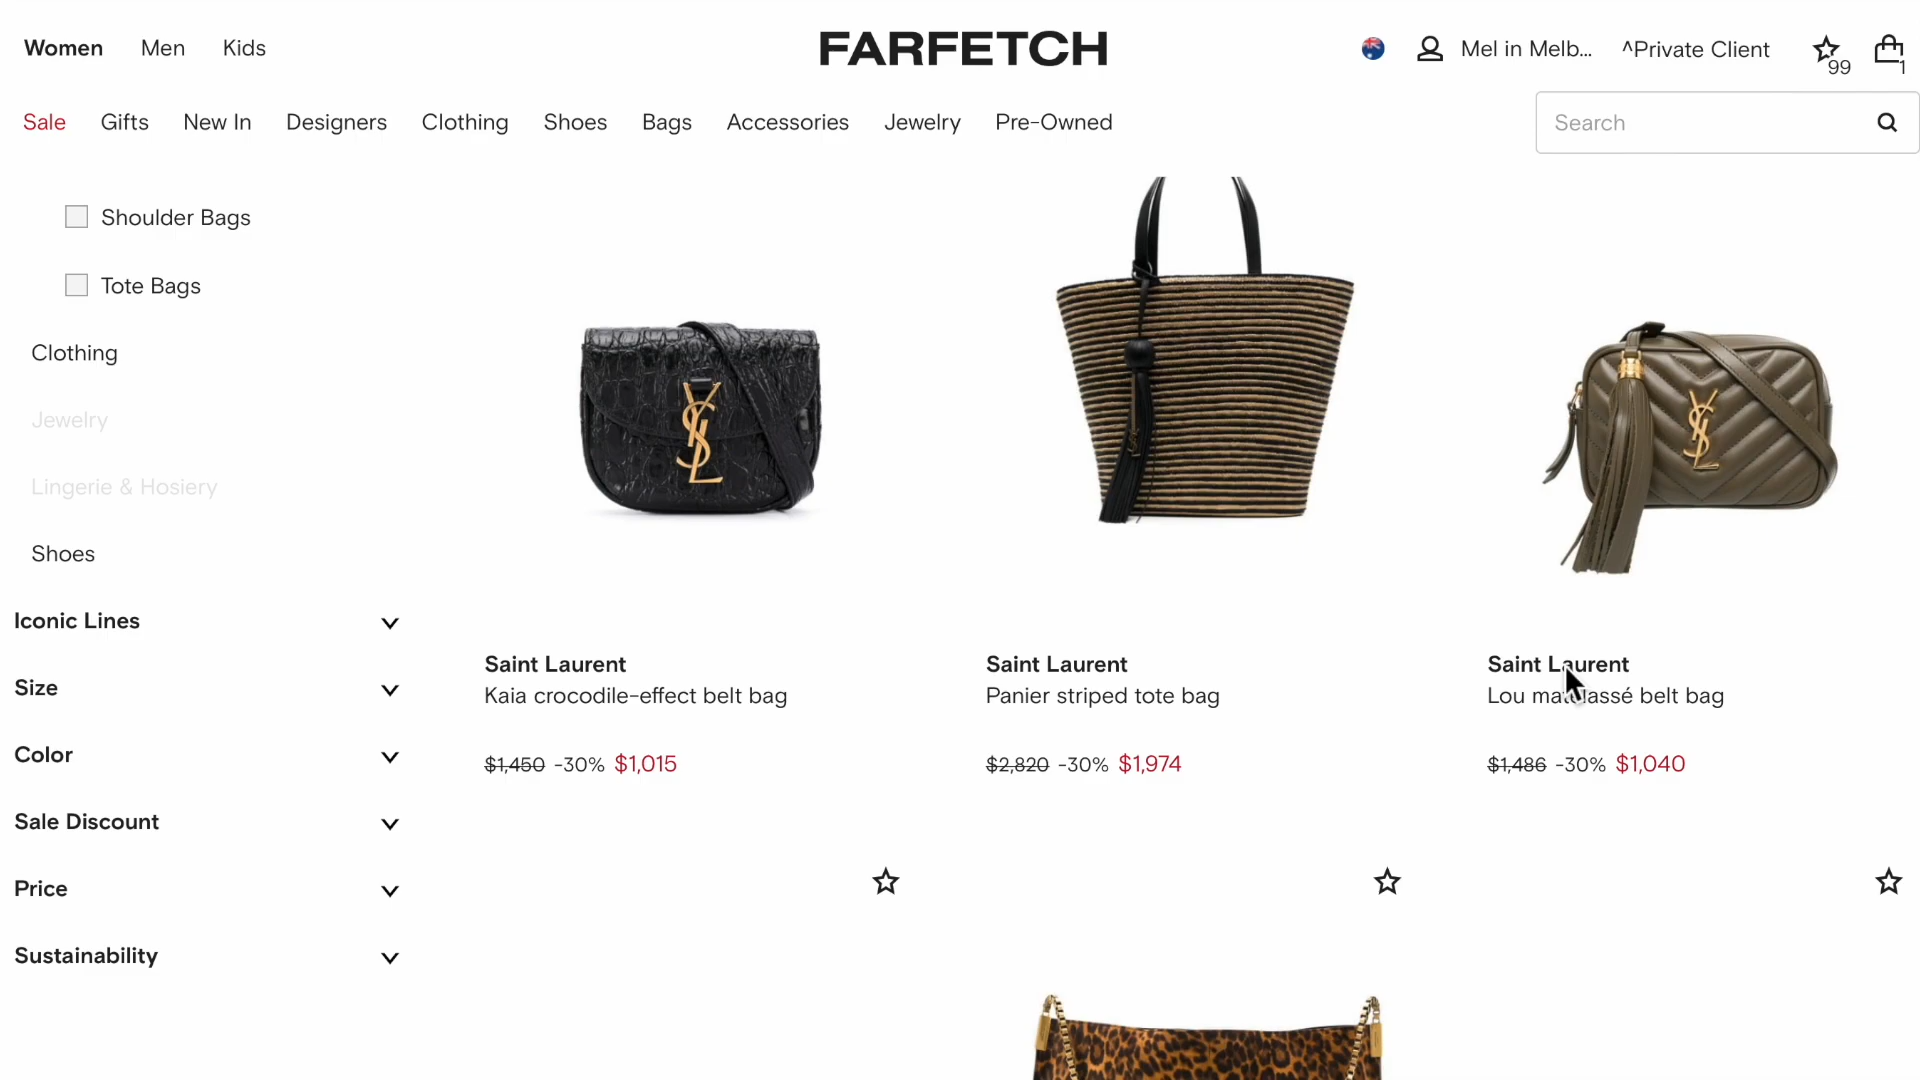 Women Men Kids
FARFETCH
Mel in Melb... ^Private Client 99 1
Sale Gifts New In Designers Clothing Shoes Bags Accessories Jewelry Pre-Owned
Search
Shoulder Bags
Tote Bags
Clothing
Jewelry
Lingerie & Hosiery
Shoes
Iconic Lines
Size
Color
Sale Discount
Price
Sustainability
YSL
YSL
Saint Laurent
Kaia crocodile-effect belt bag
$1,450 -30% $1,015
Saint Laurent
Panier striped tote bag
$2,820 -30% $1,974
Saint Laurent
Lou matelassé belt bag
$1,486 -30% $1,040